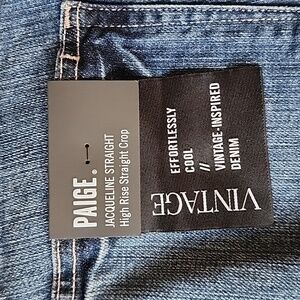 PAIGE.
JACQUELINE STRAIGHT
High Rise Straight Crop
VINTAGE
EFFORTLESSLY
COOL
//
VINTAGE-INSPIRED
DENIM